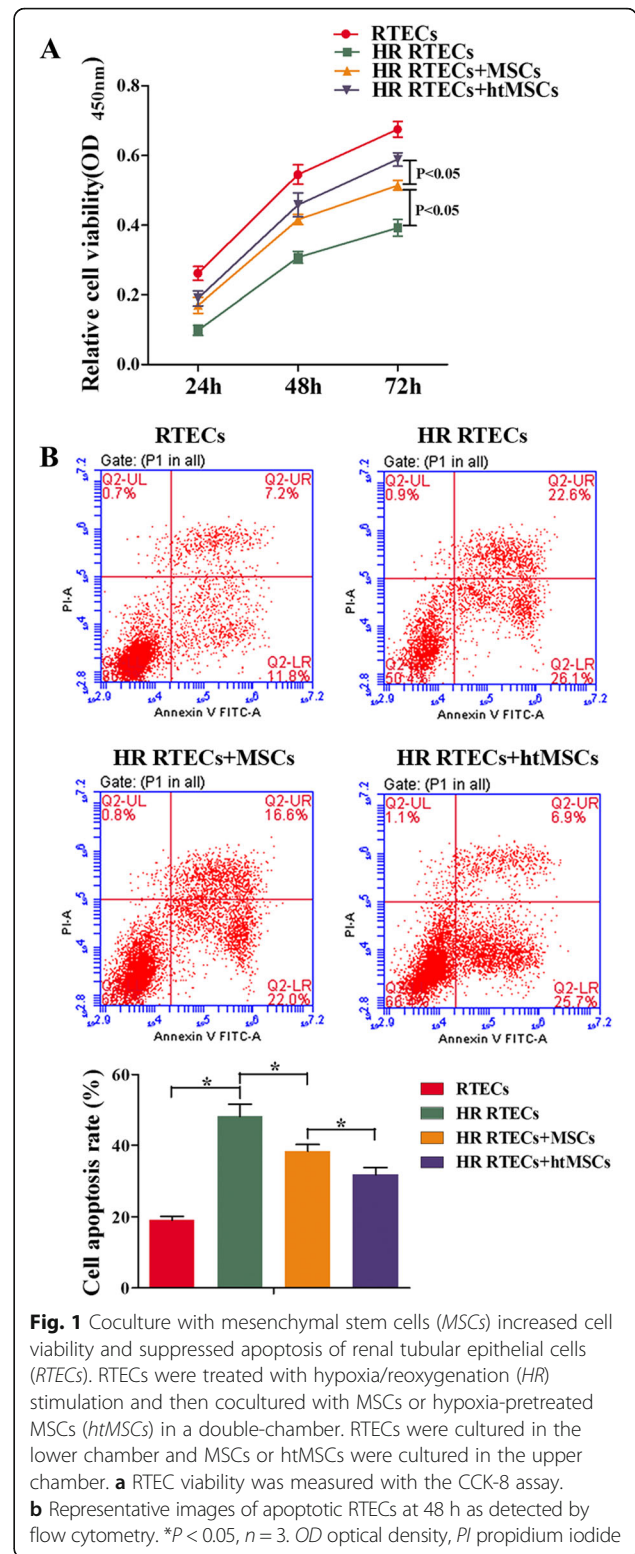 A
RTECs
HR RTECs
HR RTECs+MSCs
HR RTECs+htMSCs
Relative cell viability(OD 450nm)
0.8
0.6
0.4
0.2
0.0
P<0.05
P<0.05
24h 48h 72h
B
RTECs
Gate: (P1 in all)
Q2-UL
0.7%
Q2-UR
7.2%
Q2-LR
11.8%
PI-A
Annexin V FITC-A
HR RTECs
Gate: (P1 in all)
Q2-UL
0.9%
Q2-UR
22.6%
Q2-LR
26.1%
PI-A
Annexin V FITC-A
HR RTECs+MSCs
Gate: (P1 in all)
Q2-UL
0.8%
Q2-UR
16.6%
Q2-LR
22.0%
PI-A
Annexin V FITC-A
HR RTECs+htMSCs
Gate: (P1 in all)
Q2-UL
1.1%
Q2-UR
6.9%
Q2-LR
25.7%
PI-A
Annexin V FITC-A
Cell apoptosis rate (%)
60
40
20
0
* * *
RTECs
HR RTECs
HR RTECs+MSCs
HR RTECs+htMSCs
Fig. 1 Coculture with mesenchymal stem cells (MSCs) increased cell
viability and suppressed apoptosis of renal tubular epithelial cells
(RTECs). RTECs were treated with hypoxia/reoxygenation (HR)
stimulation and then cocultured with MSCs or hypoxia-pretreated
MSCs (htMSCs) in a double-chamber. RTECs were cultured in the
lower chamber and MSCs or htMSCs were cultured in the upper
chamber. a RTEC viability was measured with the CCK-8 assay.
b Representative images of apoptotic RTECs at 48 h as detected by
flow cytometry. *P < 0.05, n = 3. OD optical density, PI propidium iodide